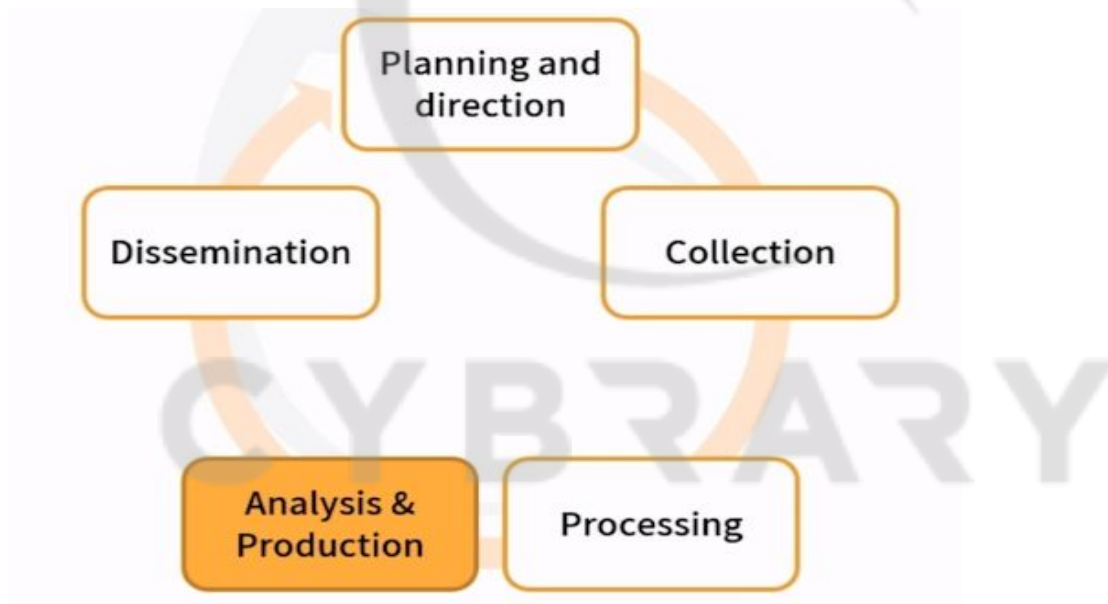 Planning and
direction
Dissemination
Collection
CYBRARY
Analysis &
Production
Processing